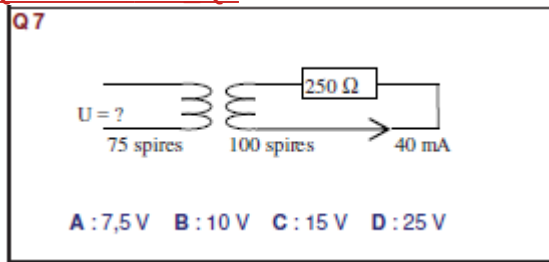 Q 7
250 Ω
U = ?
75 spires 100 spires 40 mA
A : 7,5 V B : 10 V C : 15 V D : 25 V